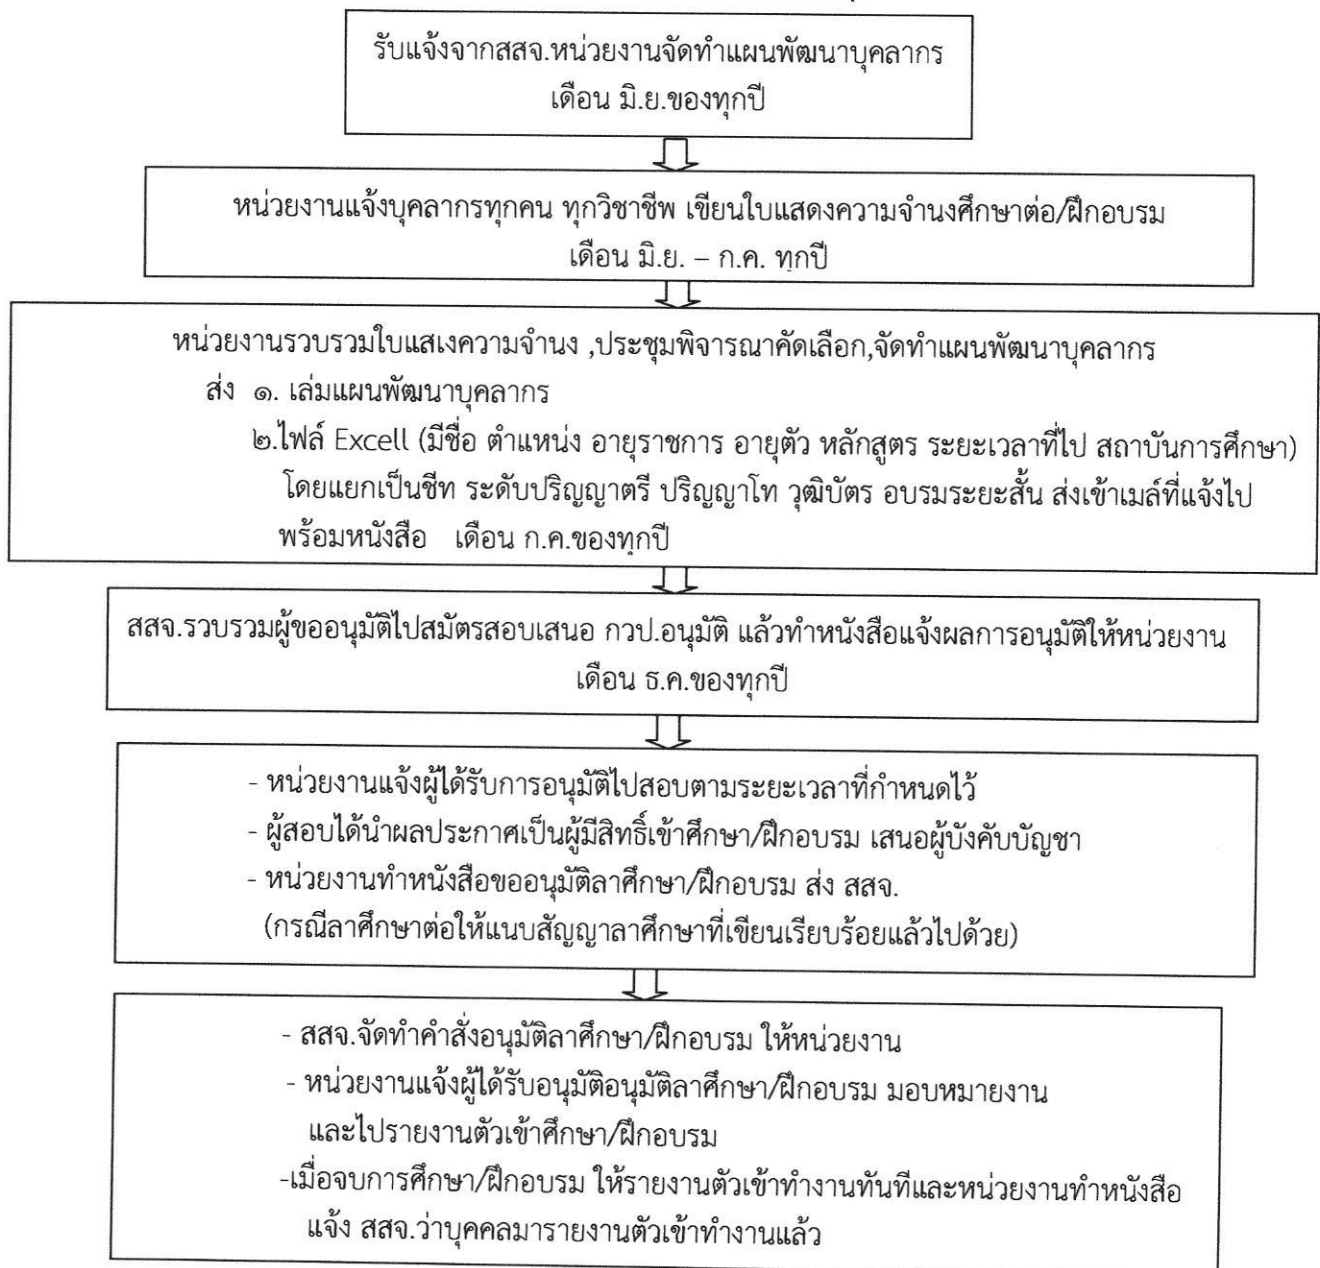 รับแจ้งจากสสจ.หน่วยงานจัดทำแผนพัฒนาบุคลากร
เดือน มิ.ย.ของทุกปี
หน่วยงานแจ้งบุคลากรทุกคน ทุกวิชาชีพ เขียนใบแสดงความจำนงศึกษาต่อ/ฝึกอบรม
เดือน มิ.ย. – ก.ค. ทุกปี
หน่วยงานรวบรวมใบแสเงความจำนง ,ประชุมพิจารณาคัดเลือก,จัดทำแผนพัฒนาบุคลากร
ส่ง ๑. เล่มแผนพัฒนาบุคลากร
๒.ไฟล์ Excell (มีชื่อ ตำแหน่ง อายุราชการ อายุตัว หลักสูตร ระยะเวลาที่ไป สถาบันการศึกษา)
โดยแยกเป็นชีท ระดับปริญญาตรี ปริญญาโท วุฒิบัตร อบรมระยะสั้น ส่งเข้าเมล์ที่แจ้งไป
พร้อมหนังสือ เดือน ก.ค.ของทุกปี
สสจ.รวบรวมผู้ขออนุมัติไปสมัครสอบเสนอ กวป.อนุมัติ แล้วทำหนังสือแจ้งผลการอนุมัติให้หน่วยงาน
เดือน ธ.ค.ของทุกปี
- หน่วยงานแจ้งผู้ได้รับการอนุมัติไปสอบตามระยะเวลาที่กำหนดไว้
- ผู้สอบได้นำผลประกาศเป็นผู้มีสิทธิ์เข้าศึกษา/ฝึกอบรม เสนอผู้บังคับบัญชา
- หน่วยงานทำหนังสือขออนุมัติลาศึกษา/ฝึกอบรม ส่ง สสจ.
(กรณีลาศึกษาต่อให้แนบสัญญาลาศึกษาที่เขียนเรียบร้อยแล้วไปด้วย)
- สสจ.จัดทำคำสั่งอนุมัติลาศึกษา/ฝึกอบรม ให้หน่วยงาน
- หน่วยงานแจ้งผู้ได้รับอนุมัติอนุมัติลาศึกษา/ฝึกอบรม มอบหมายงาน
และไปรายงานตัวเข้าศึกษา/ฝึกอบรม
-เมื่อจบการศึกษา/ฝึกอบรม ให้รายงานตัวเข้าทำงานทันทีและหน่วยงานทำหนังสือ
แจ้ง สสจ.ว่าบุคคลมารายงานตัวเข้าทำงานแล้ว